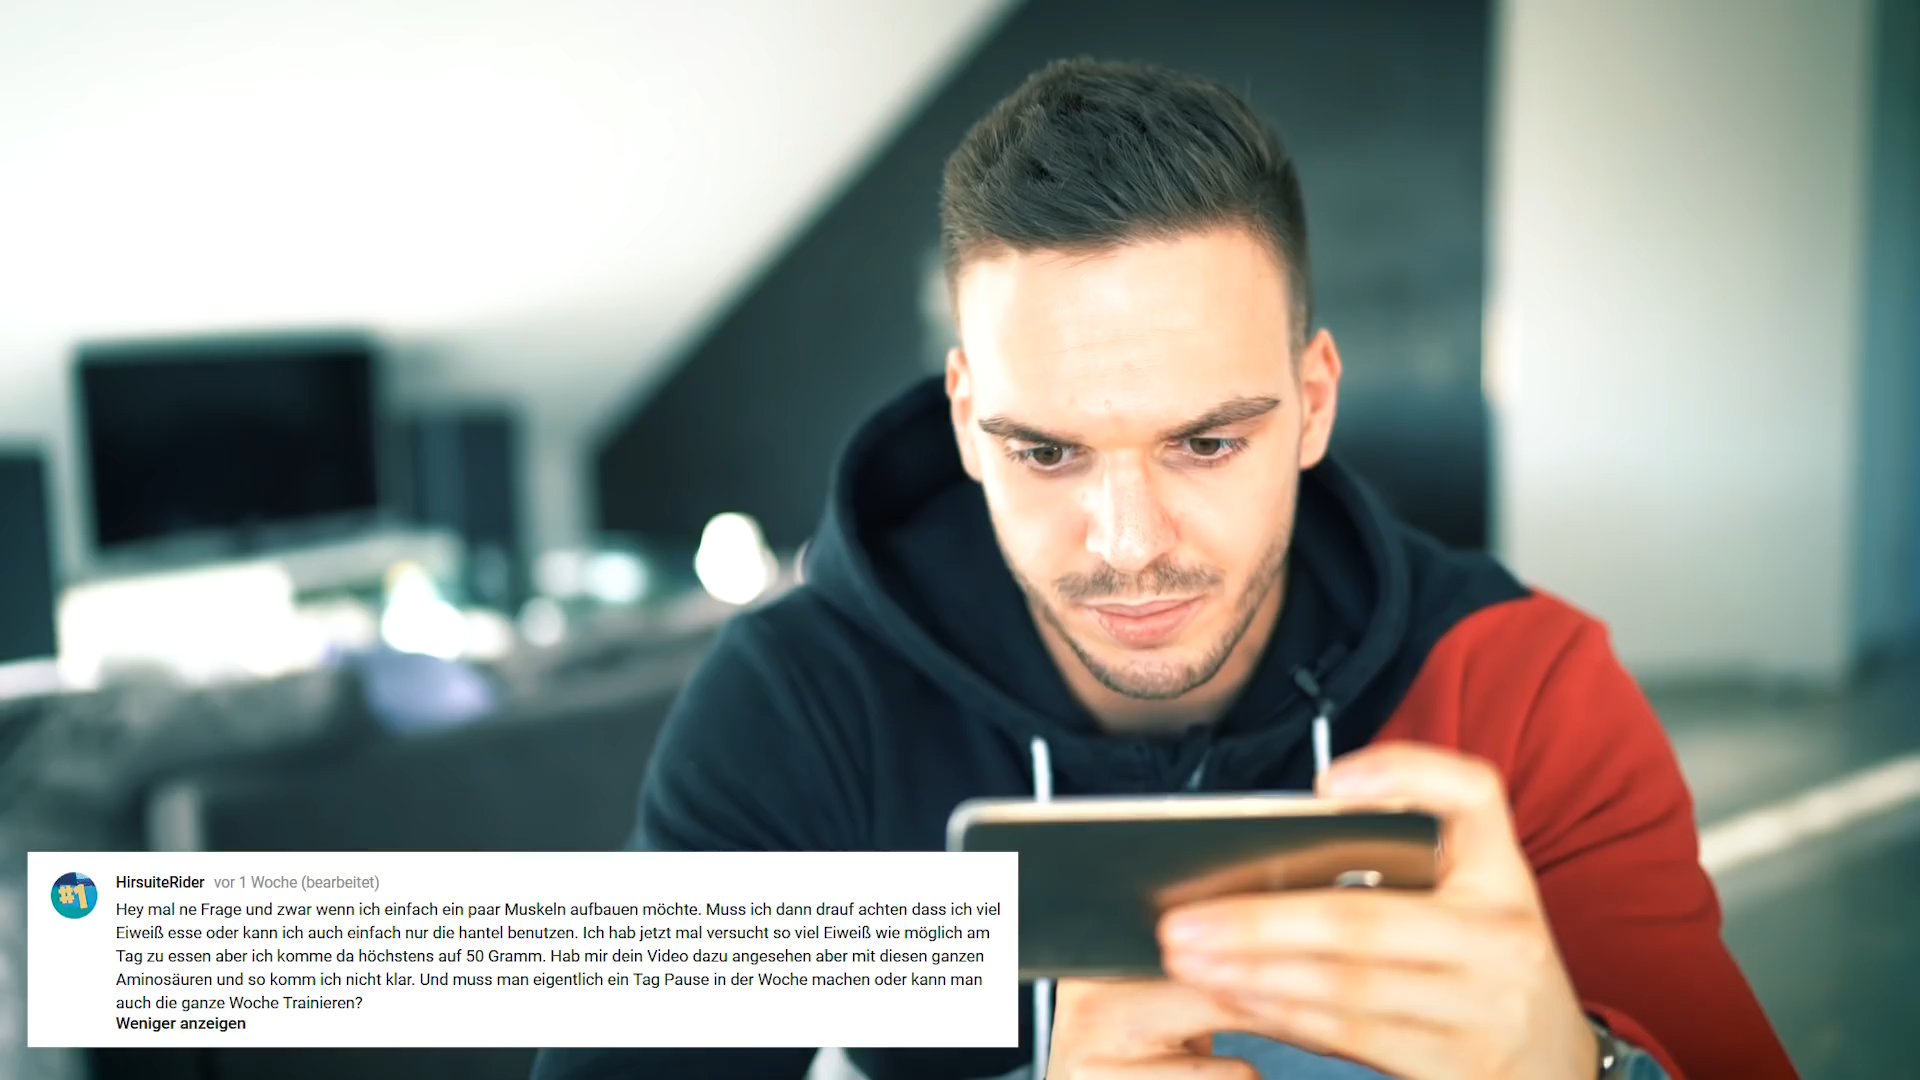 #1
HirsuiteRider vor 1 Woche (bearbeitet)
Hey mal ne Frage und zwar wenn ich einfach ein paar Muskeln aufbauen möchte. Muss ich dann drauf achten dass ich viel
Eiweiß esse oder kann ich auch einfach nur die hantel benutzen. Ich hab jetzt mal versucht so viel Eiweiß wie möglich am
Tag zu essen aber ich komme da höchstens auf 50 Gramm. Hab mir dein Video dazu angesehen aber mit diesen ganzen
Aminosäuren und so komm ich nicht klar. Und muss man eigentlich ein Tag Pause in der Woche machen oder kann man
auch die ganze Woche Trainieren?
Weniger anzeigen